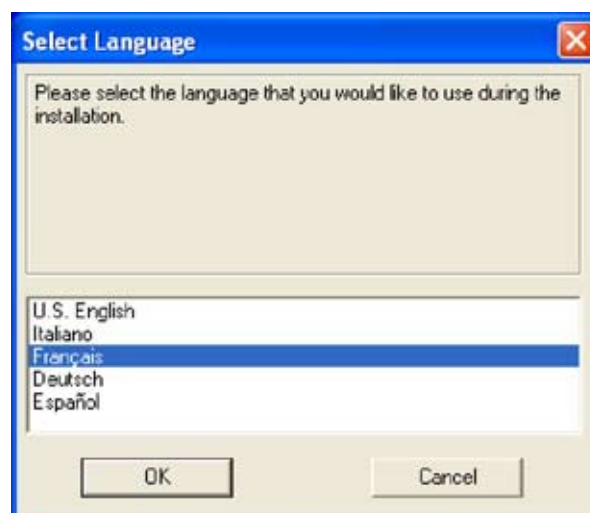 Select Language
Please select the language that you would like to use during the
installation.
U.S. English
Italiano
Français
Deutsch
Español
OK
Cancel